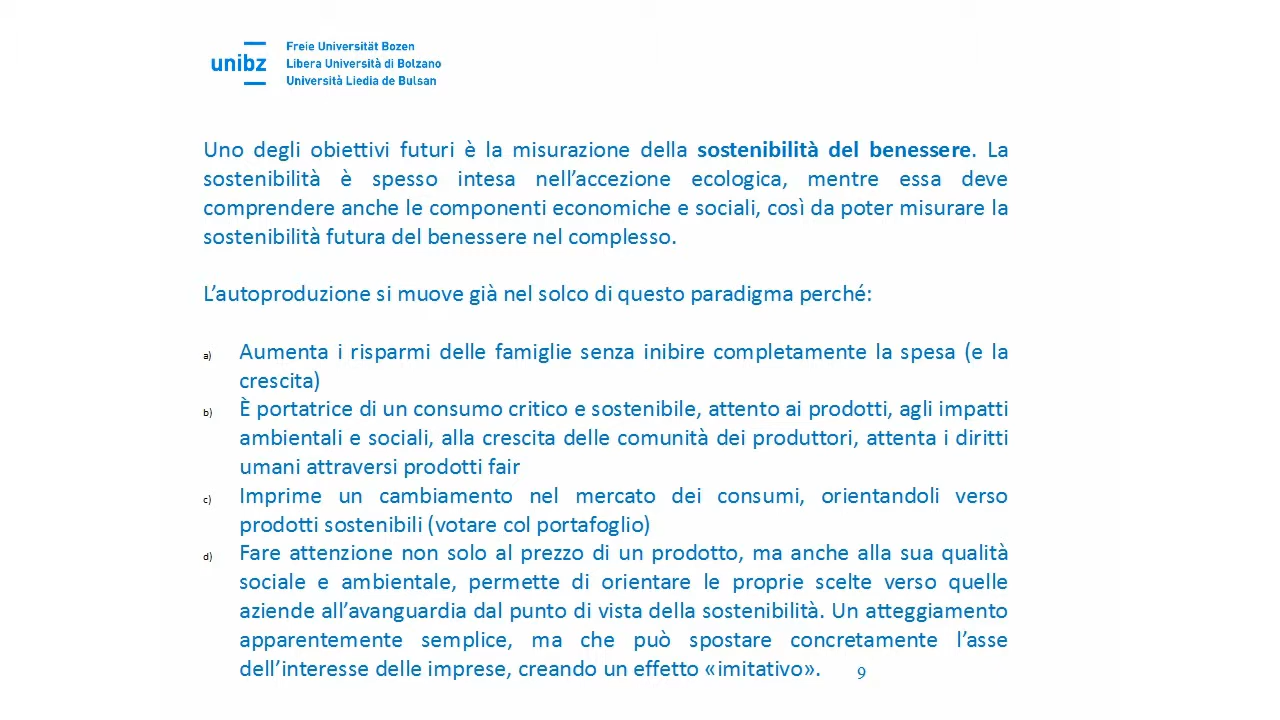 unibz
Freie Universität Bozen
Libera Università di Bolzano
Università Liedia de Bulsan
Uno degli obiettivi futuri è la misurazione della sostenibilità del benessere. La
sostenibilità è spesso intesa nell’accezione ecologica, mentre essa deve
comprendere anche le componenti economiche e sociali, così da poter misurare la
sostenibilità futura del benessere nel complesso.
L’autoproduzione si muove già nel solco di questo paradigma perché:
a) Aumenta i risparmi delle famiglie senza inibire completamente la spesa (e la
crescita)
b) È portatrice di un consumo critico e sostenibile, attento ai prodotti, agli impatti
ambientali e sociali, alla crescita delle comunità dei produttori, attenta i diritti
umani attraversi prodotti fair
c) Imprime un cambiamento nel mercato dei consumi, orientandoli verso
prodotti sostenibili (votare col portafoglio)
d) Fare attenzione non solo al prezzo di un prodotto, ma anche alla sua qualità
sociale e ambientale, permette di orientare le proprie scelte verso quelle
aziende all’avanguardia dal punto di vista della sostenibilità. Un atteggiamento
apparentemente semplice, ma che può spostare concretamente l’asse
dell’interesse delle imprese, creando un effetto «imitativo».
9